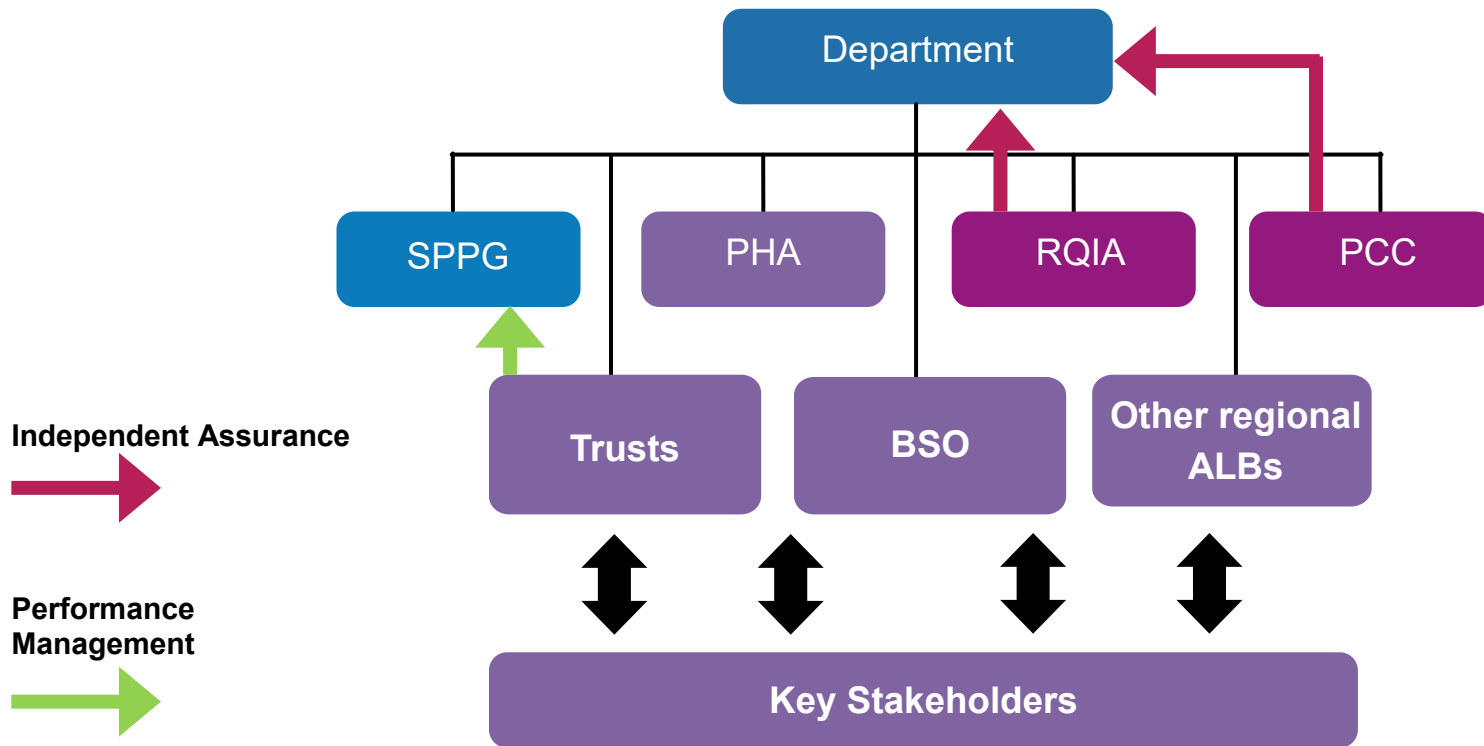 Department
SPPG
PHA
RQIA
PCC
Trusts
BSO
Other regional
ALBs
Independent Assurance
Performance
Management
Key Stakeholders